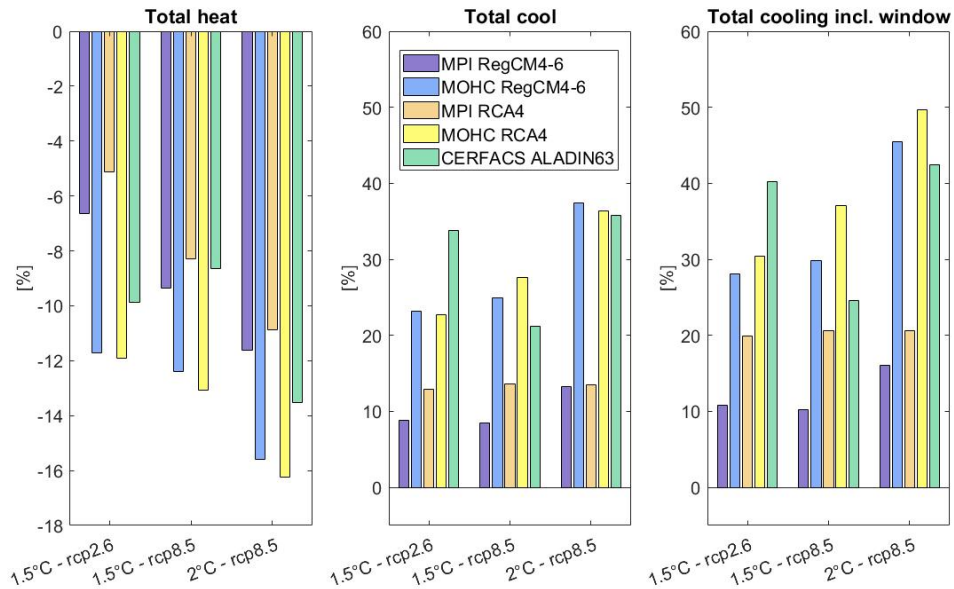 Total heat
0
-2
-4
-6
-8
-10
-12
-14
-16
-18
[%]
1.5°C - rcp2.6
1.5°C - rcp8.5
2°C - rcp8.5
Total cool
60
50
40
30
20
10
0
[%]
MPI RegCM4-6
MOHC RegCM4-6
MPI RCA4
MOHC RCA4
CERFACS ALADIN63
1.5°C - rcp2.6
1.5°C - rcp8.5
2°C - rcp8.5
Total cooling incl. window
60
50
40
30
20
10
0
[%]
1.5°C - rcp2.6
1.5°C - rcp8.5
2°C - rcp8.5